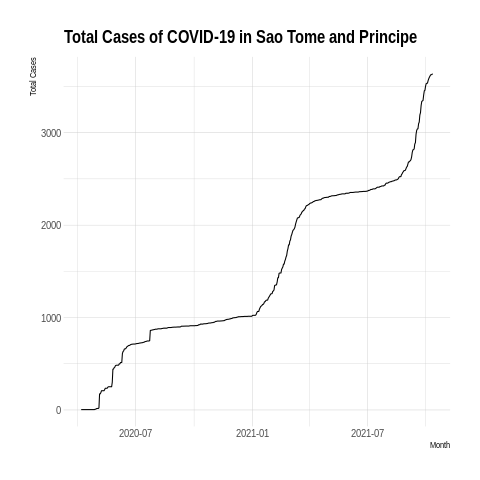 Total Cases of COVID-19 in Sao Tome and Principe
Total Cases
3000
2000
1000
0
2020-07 2021-01 2021-07
Month